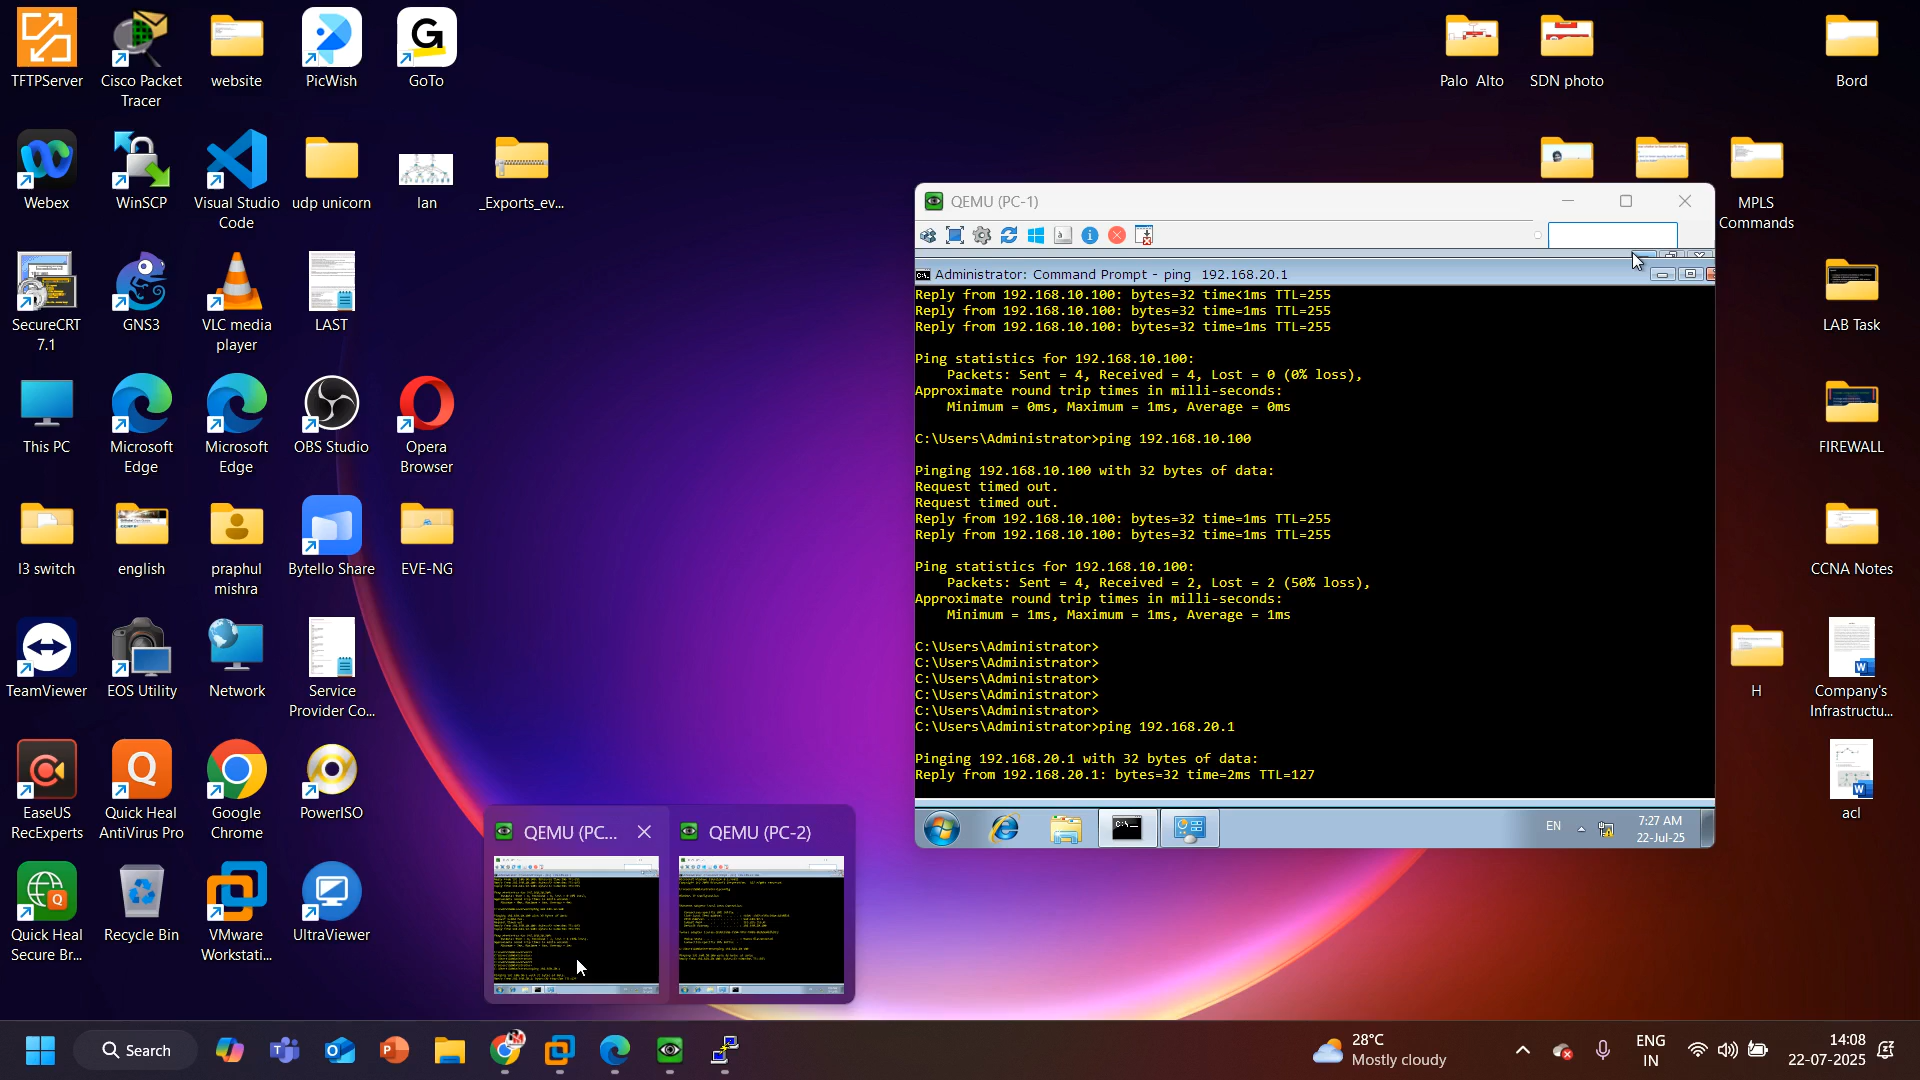 TFTPServer
Cisco Packet
Tracer
website
PicWish
GoTo
Palo Alto
SDN photo
Bord
Webex
WinSCP
Visual Studio
Code
udp unicorn
lan
_Exports_ev...
MPLS
Commands
SecureCRT
7.1
GNS3
VLC media
player
LAST
LAB Task
This PC
Microsoft
Edge
Microsoft
Edge
OBS Studio
Opera
Browser
FIREWALL
l3 switch
english
praphul
mishra
Bytello Share
EVE-NG
CCNA Notes
TeamViewer
EOS Utility
Network
Service
Provider Co...
H
Company's
Infrastructu...
EaseUS
RecExperts
Quick Heal
AntiVirus Pro
Google
Chrome
PowerISO
acl
Quick Heal
Secure Br...
Recycle Bin
VMware
Workstati...
UltraViewer
QEMU (PC-1)
Administrator: Command Prompt - ping 192.168.20.1
Reply from 192.168.10.100: bytes=32 time<1ms TTL=255
Reply from 192.168.10.100: bytes=32 time=1ms TTL=255
Reply from 192.168.10.100: bytes=32 time=1ms TTL=255
Ping statistics for 192.168.10.100:
Packets: Sent = 4, Received = 4, Lost = 0 (0% loss),
Approximate round trip times in milli-seconds:
Minimum = 0ms, Maximum = 1ms, Average = 0ms
C:\Users\Administrator>ping 192.168.10.100
Pinging 192.168.10.100 with 32 bytes of data:
Request timed out.
Request timed out.
Reply from 192.168.10.100: bytes=32 time=1ms TTL=255
Reply from 192.168.10.100: bytes=32 time=1ms TTL=255
Ping statistics for 192.168.10.100:
Packets: Sent = 4, Received = 2, Lost = 2 (50% loss),
Approximate round trip times in milli-seconds:
Minimum = 1ms, Maximum = 1ms, Average = 1ms
C:\Users\Administrator>
C:\Users\Administrator>
C:\Users\Administrator>
C:\Users\Administrator>
C:\Users\Administrator>
C:\Users\Administrator>ping 192.168.20.1
Pinging 192.168.20.1 with 32 bytes of data:
Reply from 192.168.20.1: bytes=32 time=2ms TTL=127
EN
7:27 AM
22-Jul-25
QEMU (PC...
QEMU (PC-2)
Search
28°C
Mostly cloudy
ENG
IN
14:08
22-07-2025